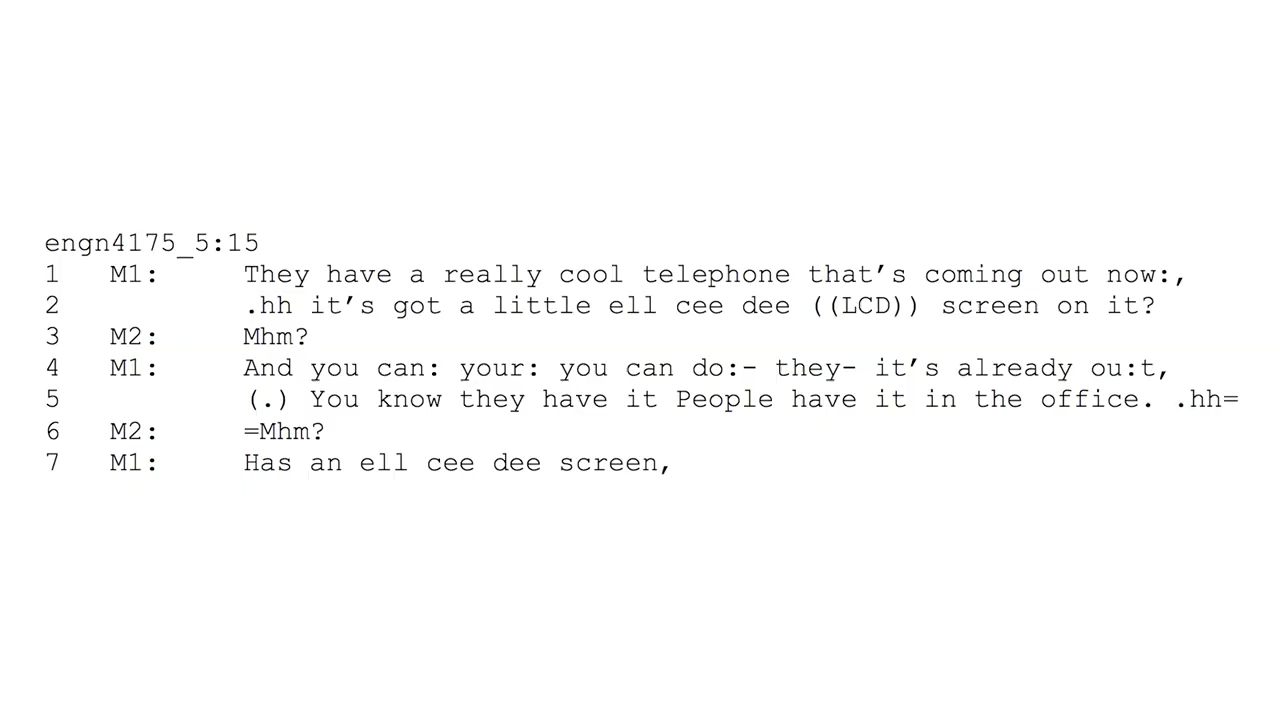 engn4175_5:15
1 M1: They have a really cool telephone that’s coming out now:,
2 .hh it’s got a little ell cee dee ((LCD)) screen on it?
3 M2: Mhm?
4 M1: And you can: your: you can do:- they- it’s already ou:t,
5 (.) You know they have it People have it in the office. .hh=
6 M2: =Mhm?
7 M1: Has an ell cee dee screen,